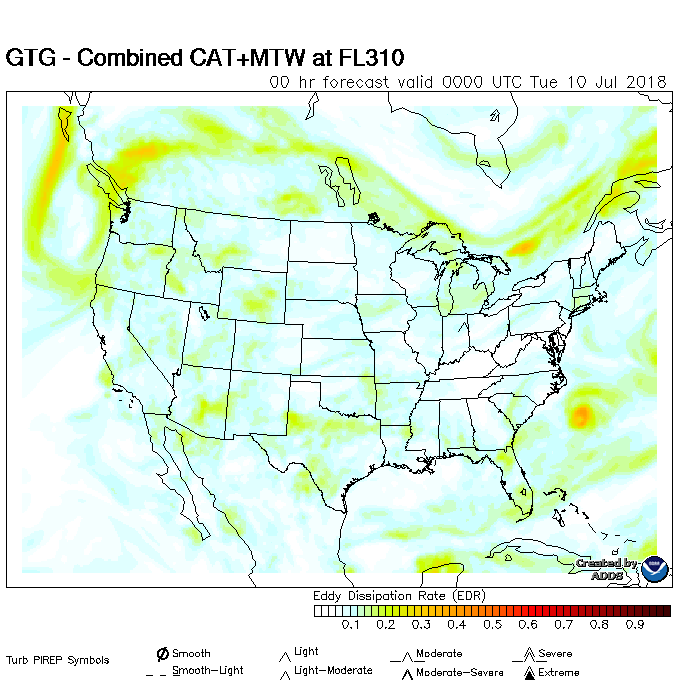 GTG - Combined CAT+MTW at FL310
00 hr forecast valid 0000 UTC Tue 10 Jul 2018
Created by
ADDS
Eddy Dissipation Rate (EDR)
0.1 0.2 0.3 0.4 0.5 0.6 0.7 0.8 0.9
Turb PIREP Symbols
Smooth Light Moderate Severe
Smooth-Light Light-Moderate Moderate-Severe Extreme